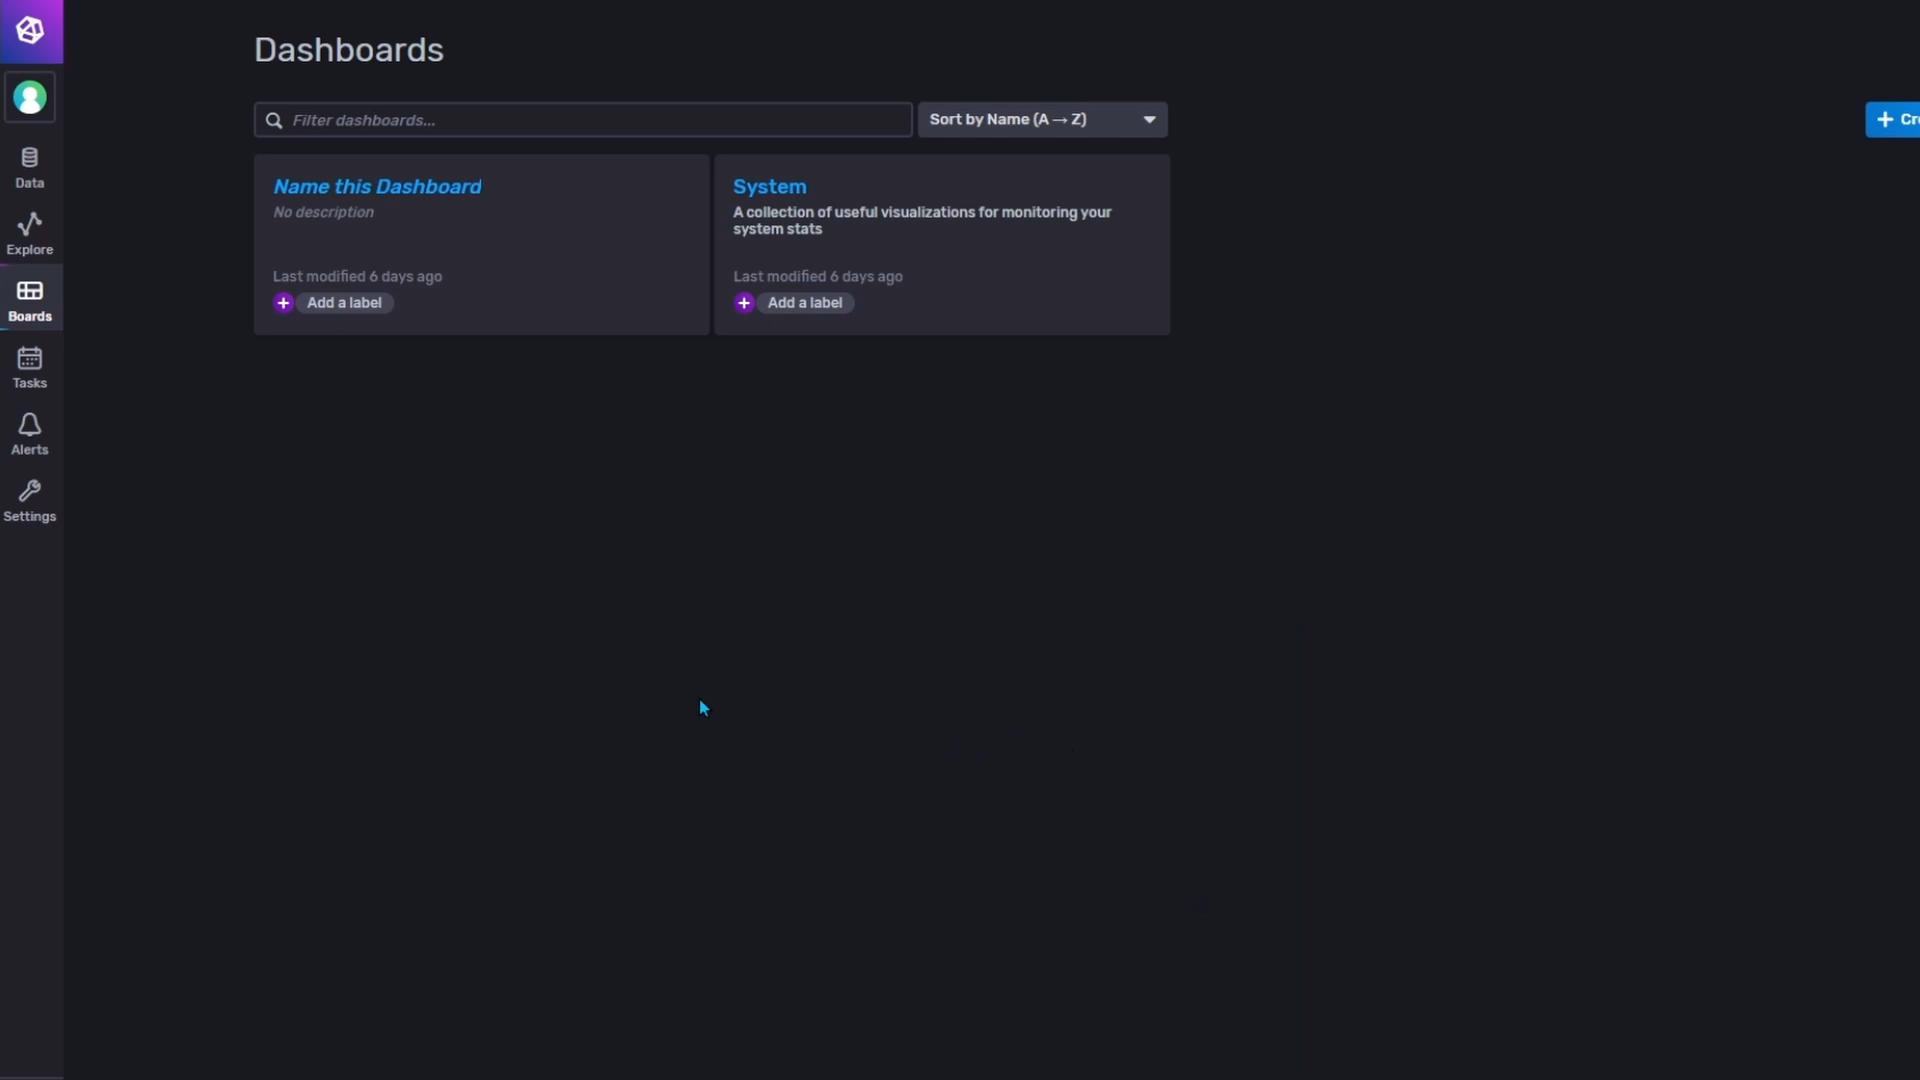 Dashboards
Filter dashboards...
Sort by Name (A → Z)
+ Cre
Name this Dashboard
No description
Last modified 6 days ago
+ Add a label
System
A collection of useful visualizations for monitoring your
system stats
Last modified 6 days ago
+ Add a label
Data
Explore
Boards
Tasks
Alerts
Settings